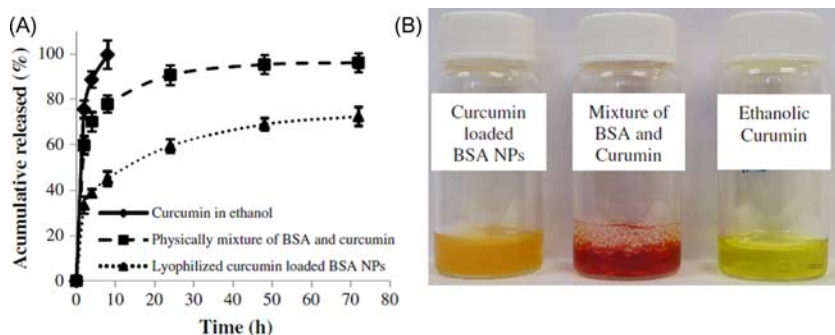 (A)
Acumulative released (%)
100
80
60
40
20
0
Curcumin in ethanol
Physically mixture of BSA and curcumin
Lyophilized curcumin loaded BSA NPs
0 10 20 30 40 50 60 70 80
Time (h)
(B)
Curcumin
loaded
BSA NPs
Mixture of
BSA and
Curumin
Ethanolic
Curumin